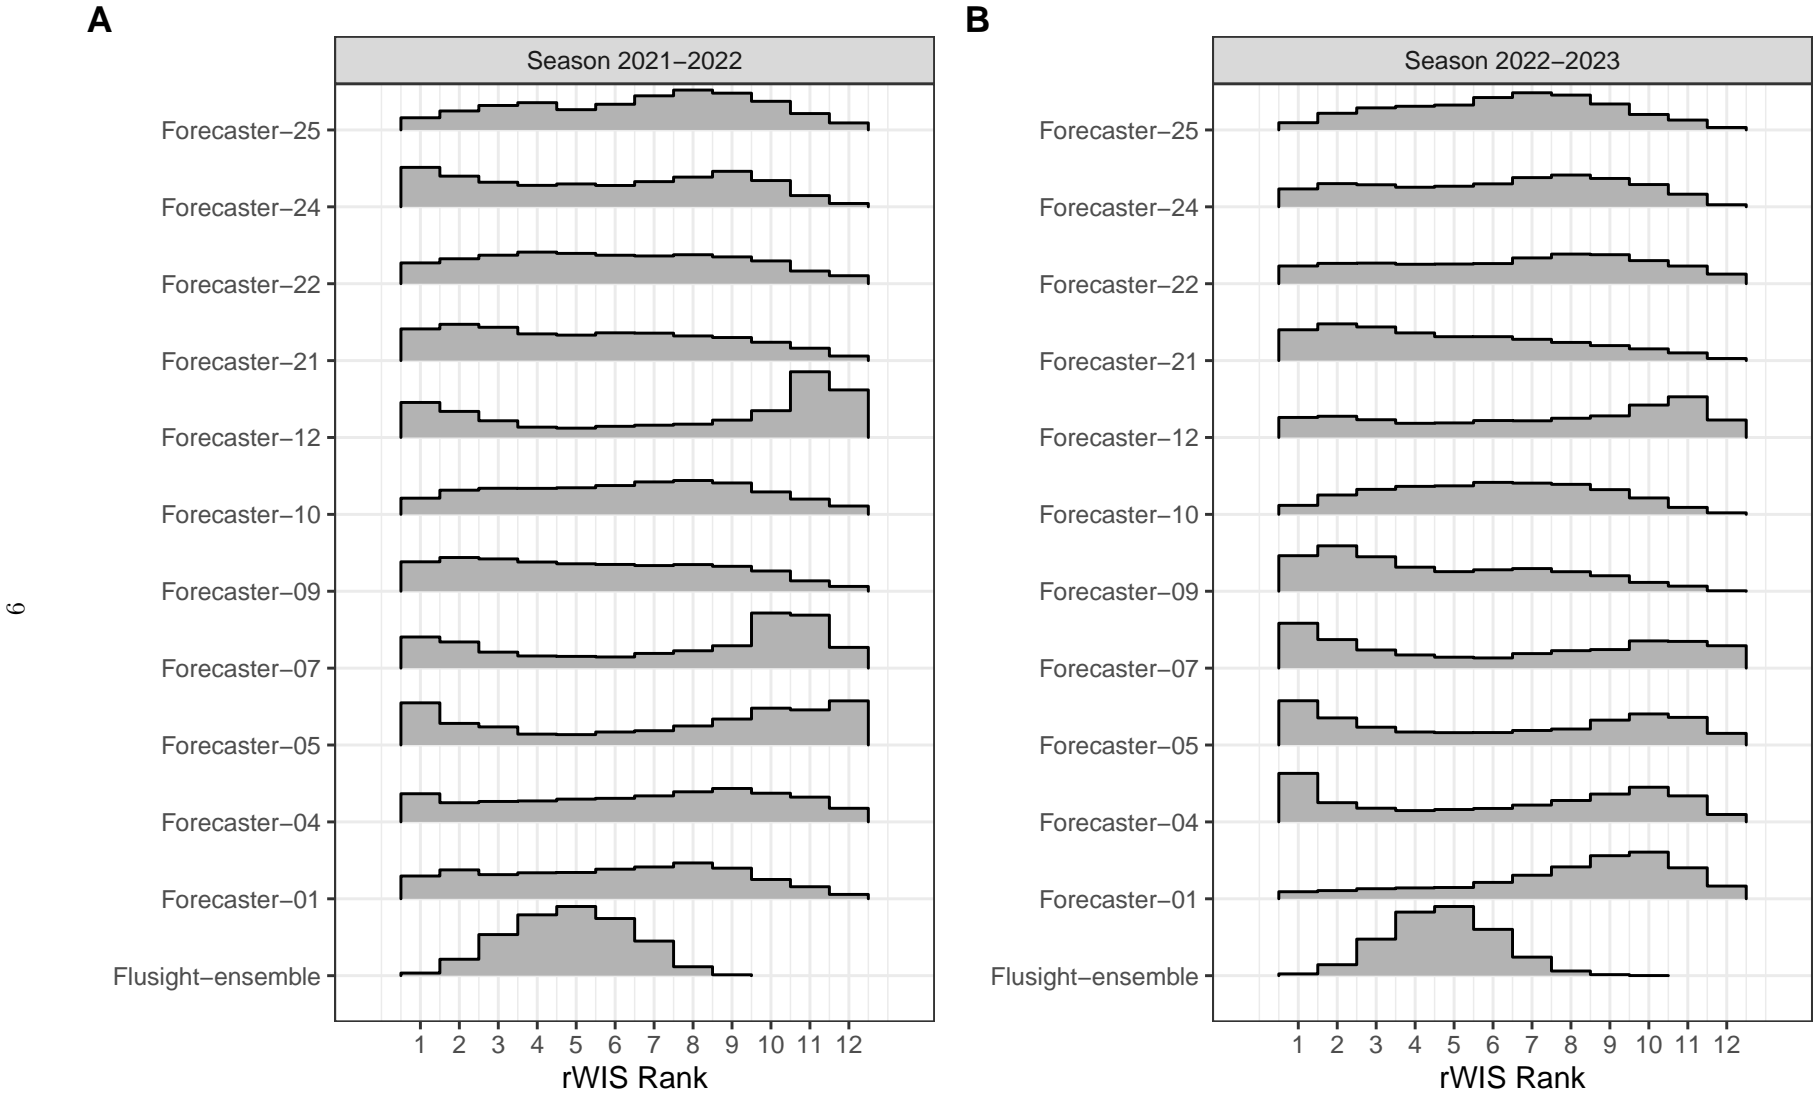 A
Season 2021–2022
Forecaster–25
Forecaster–24
Forecaster–22
Forecaster–21
Forecaster–12
Forecaster–10
Forecaster–09
Forecaster–07
Forecaster–05
Forecaster–04
Forecaster–01
Flusight–ensemble
1 2 3 4 5 6 7 8 9 10 11 12
rWIS Rank
B
Season 2022–2023
Forecaster–25
Forecaster–24
Forecaster–22
Forecaster–21
Forecaster–12
Forecaster–10
Forecaster–09
Forecaster–07
Forecaster–05
Forecaster–04
Forecaster–01
Flusight–ensemble
1 2 3 4 5 6 7 8 9 10 11 12
rWIS Rank
9